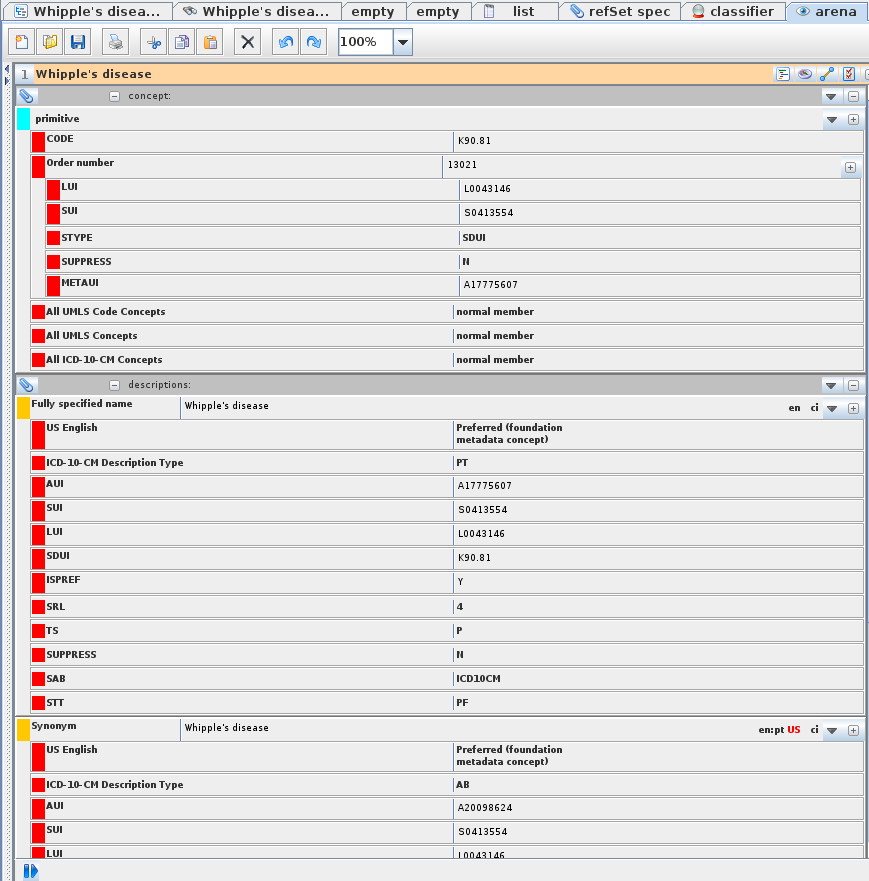 Whipple's disea... Whipple's disea... empty empty list refSet spec classifier arena
100%
1 Whipple's disease
concept:
primitive
CODE K90.81
Order number 13021
LUI L0043146
SUI S0413554
STYPE SDUI
SUPPRESS N
METAUI A17775607
All UMLS Code Concepts normal member
All UMLS Concepts normal member
All ICD-10-CM Concepts normal member
descriptions:
Fully specified name Whipple's disease en ci
US English Preferred (foundation
metadata concept)
ICD-10-CM Description Type PT
AUI A17775607
SUI S0413554
LUI L0043146
SDUI K90.81
ISPREF Y
SRL 4
TS P
SUPPRESS N
SAB ICD10CM
STT PF
Synonym Whipple's disease en:pt US ci
US English Preferred (foundation
metadata concept)
ICD-10-CM Description Type AB
AUI A20098624
SUI S0413554
LUI L0043146